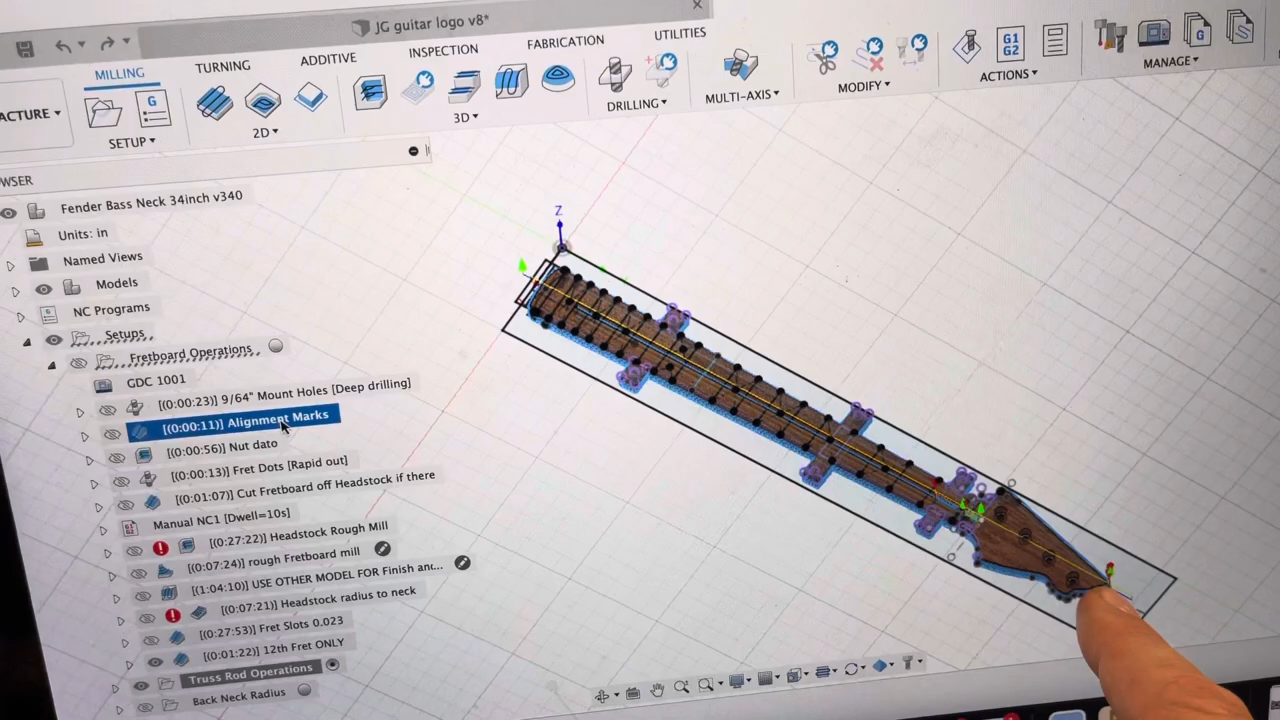 JG guitar logo v8*
MILLING
TURNING
ADDITIVE
INSPECTION
FABRICATION
UTILITIES
ACTURE
SETUP
2D
3D
DRILLING
MULTI-AXIS
MODIFY
G1
G2
ACTIONS
MANAGE
G
G
WSER
Fender Bass Neck 34inch v340
Units: in
Named Views
Models
NC Programs
Setups
Fretboard Operations
GDC 1001
[(0:00:23)] 9/64" Mount Holes [Deep drilling]
[(0:00:11)] Alignment Marks
[(0:00:56)] Nut dato
[(0:00:13)] Fret Dots [Rapid out]
[(0:01:07)] Cut Fretboard off Headstock if there
Manual NC1 [Dwell=10s]
[(0:27:22)] Headstock Rough Mill
[(0:07:24)] rough Fretboard mill
[(1:04:10)] USE OTHER MODEL FOR Finish an...
[(0:07:21)] Headstock radius to neck
[(0:27:53)] Fret Slots 0.023
[(0:01:22)] 12th Fret ONLY
Truss Rod Operations
Back Neck Radius
Z